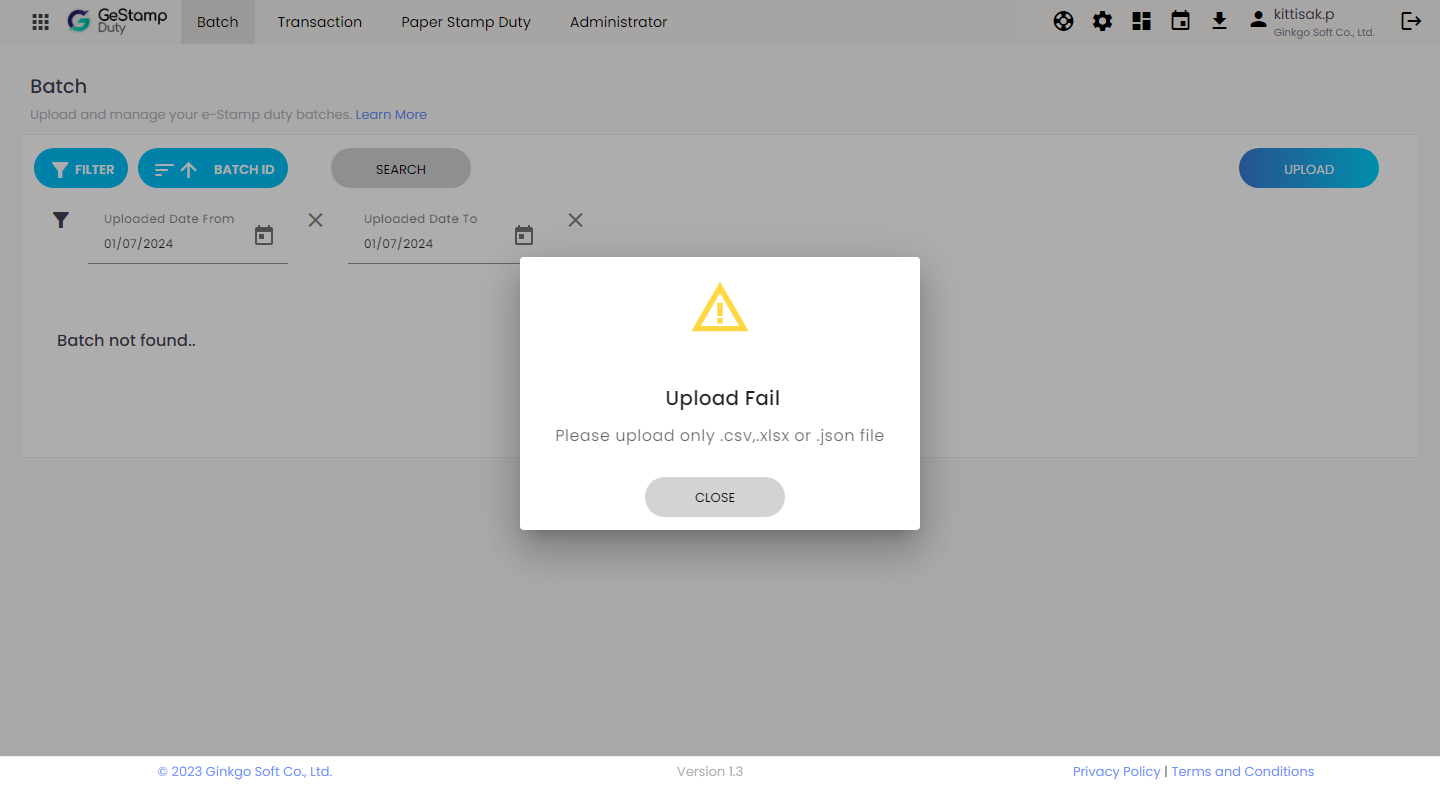 GeStamp
Duty
Batch
Transaction
Paper Stamp Duty
Administrator
kittisak.p
Ginkgo Soft Co., Ltd.
Batch
Upload and manage your e-Stamp duty batches. Learn More
FILTER
BATCH ID
SEARCH
UPLOAD
Uploaded Date From
01/07/2024
Uploaded Date To
01/07/2024
Batch not found..
Upload Fail
Please upload only .csv,.xlsx or .json file
CLOSE
© 2023 Ginkgo Soft Co., Ltd.
Version 1.3
Privacy Policy | Terms and Conditions